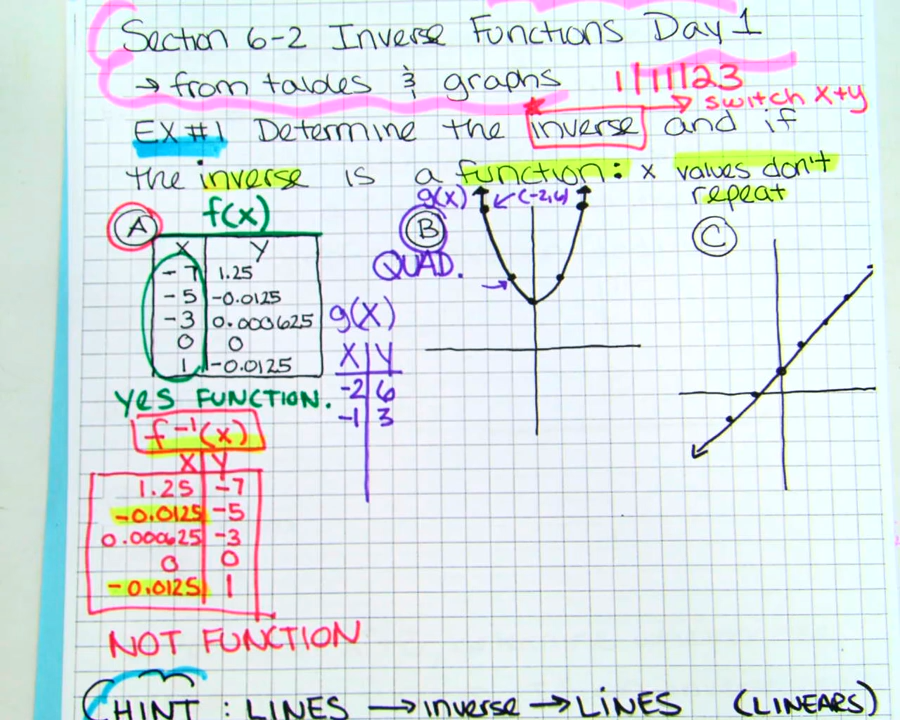 Section 6-2 Inverse Functions Day 1
→ from tables & graphs 1/11/23
→ switch x+y
EX #1 Determine the inverse and if
the inverse is a function: x values don't
repeat
A
f(x)
x y
-7 1.25
-5 -0.0125
-3 0.000625
0 0
1 -0.0125
YES FUNCTION.
f⁻¹(x)
X Y
1.25 -7
-0.0125 -5
0.000625 -3
0 0
-0.0125 1
NOT FUNCTION
g(x) (-2,6)
B
QUAD.
g(x)
X Y
-2 6
-1 3
C
HINT : LINES → inverse → LINES (LINEARS)